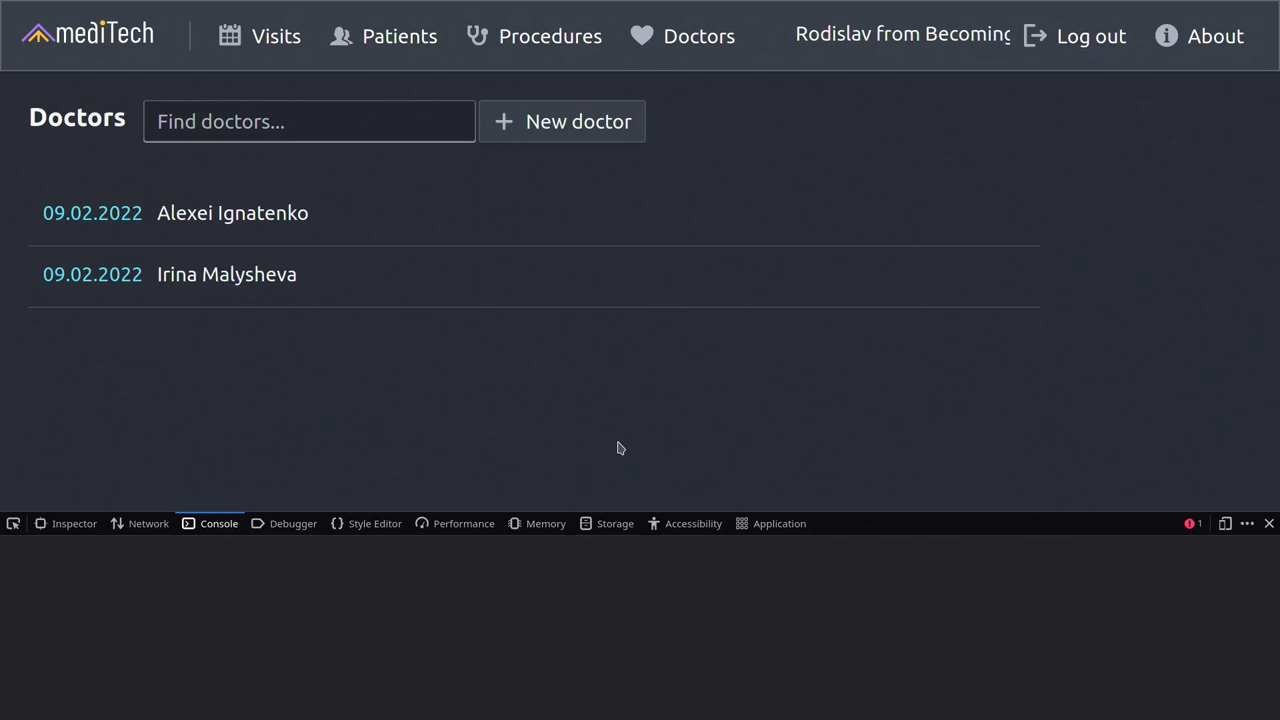 mediTech
Visits
Patients
Procedures
Doctors
Rodislav from Becoming
Log out
About
Doctors
Find doctors...
+ New doctor
09.02.2022 Alexei Ignatenko
09.02.2022 Irina Malysheva
Inspector
Network
Console
Debugger
Style Editor
Performance
Memory
Storage
Accessibility
Application
1